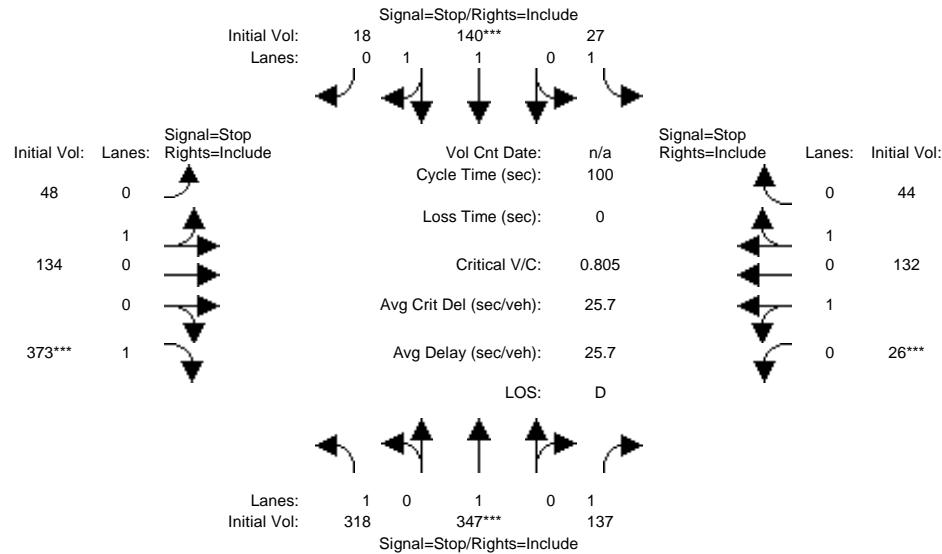 Signal=Stop/Rights=Include
Initial Vol: 18 140*** 27
Lanes: 0 1 1 0 1
Signal=Stop
Initial Vol: Lanes: Rights=Include
Vol Cnt Date: n/a
Signal=Stop
Rights=Include Lanes: Initial Vol:
Cycle Time (sec): 100
48 0
0 44
Loss Time (sec): 0
1
1
134 0
Critical V/C: 0.805
0 132
0
Avg Crit Del (sec/veh): 25.7
1
373*** 1
Avg Delay (sec/veh): 25.7
0 26***
LOS: D
Lanes: 1 0 1 0 1
Initial Vol: 318 347*** 137
Signal=Stop/Rights=Include